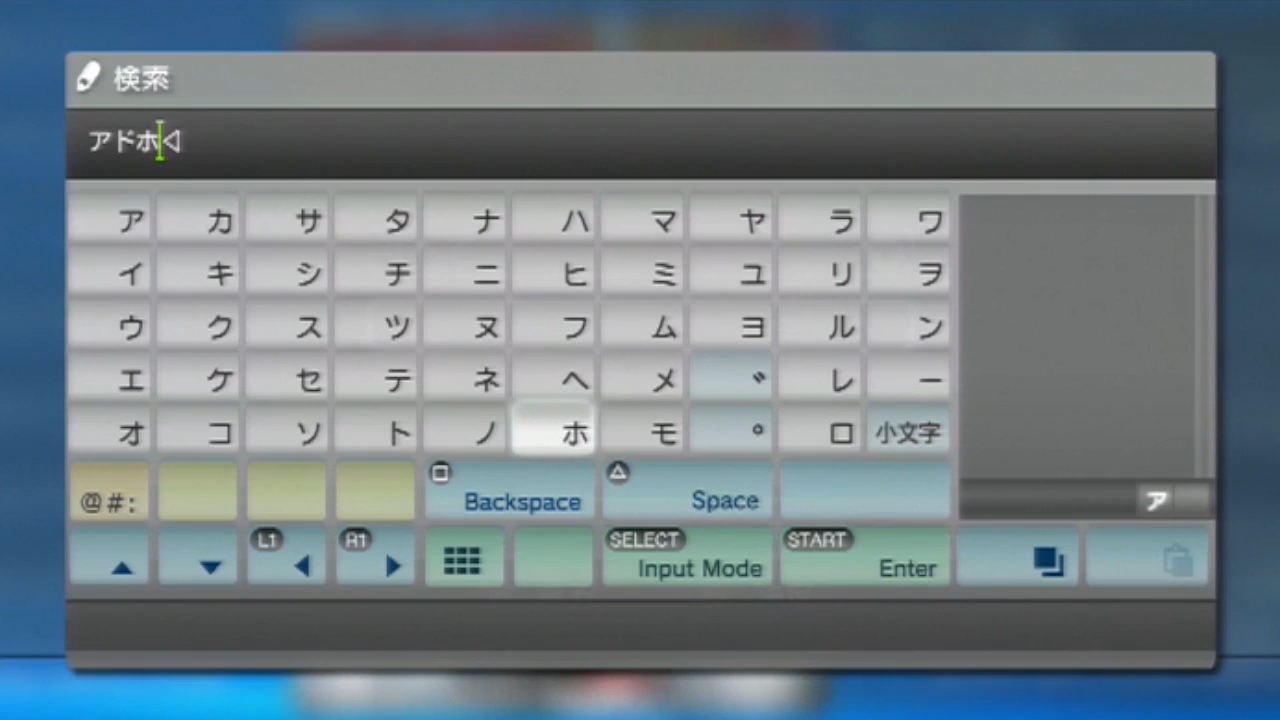 検索
アドホ
ア カ サ タ ナ ハ マ ヤ ラ ワ
イ キ シ チ ニ ヒ ミ ユ リ ヲ
ウ ク ス ツ ヌ フ ム ヨ ル ン
エ ケ セ テ ネ ヘ メ ゛ レ ー
オ コ ソ ト ノ ホ モ ゜ ロ 小文字
@#: Backspace Space
ア
L1 R1 SELECT Input Mode START Enter